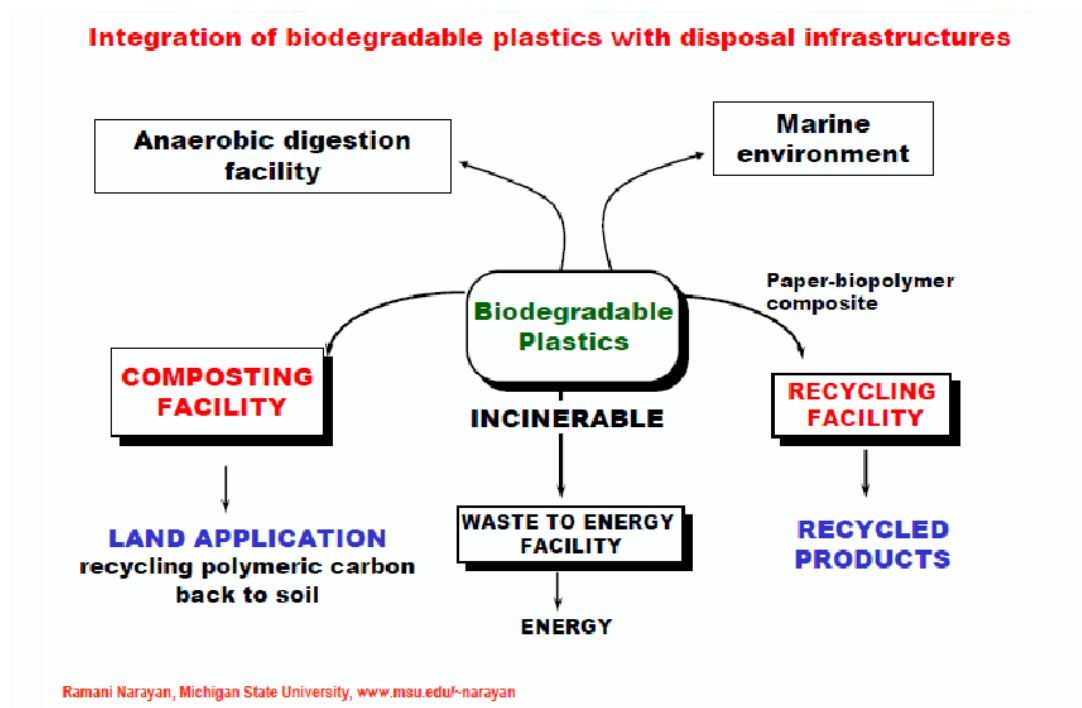 Integration of biodegradable plastics with disposal infrastructures
Anaerobic digestion
facility
Marine
environment
Biodegradable
Plastics
Paper-biopolymer
composite
COMPOSTING
FACILITY
INCINERABLE
RECYCLING
FACILITY
LAND APPLICATION
recycling polymeric carbon
back to soil
WASTE TO ENERGY
FACILITY
RECYCLED
PRODUCTS
ENERGY
Ramani Narayan, Michigan State University, www.msu.edu/~narayan